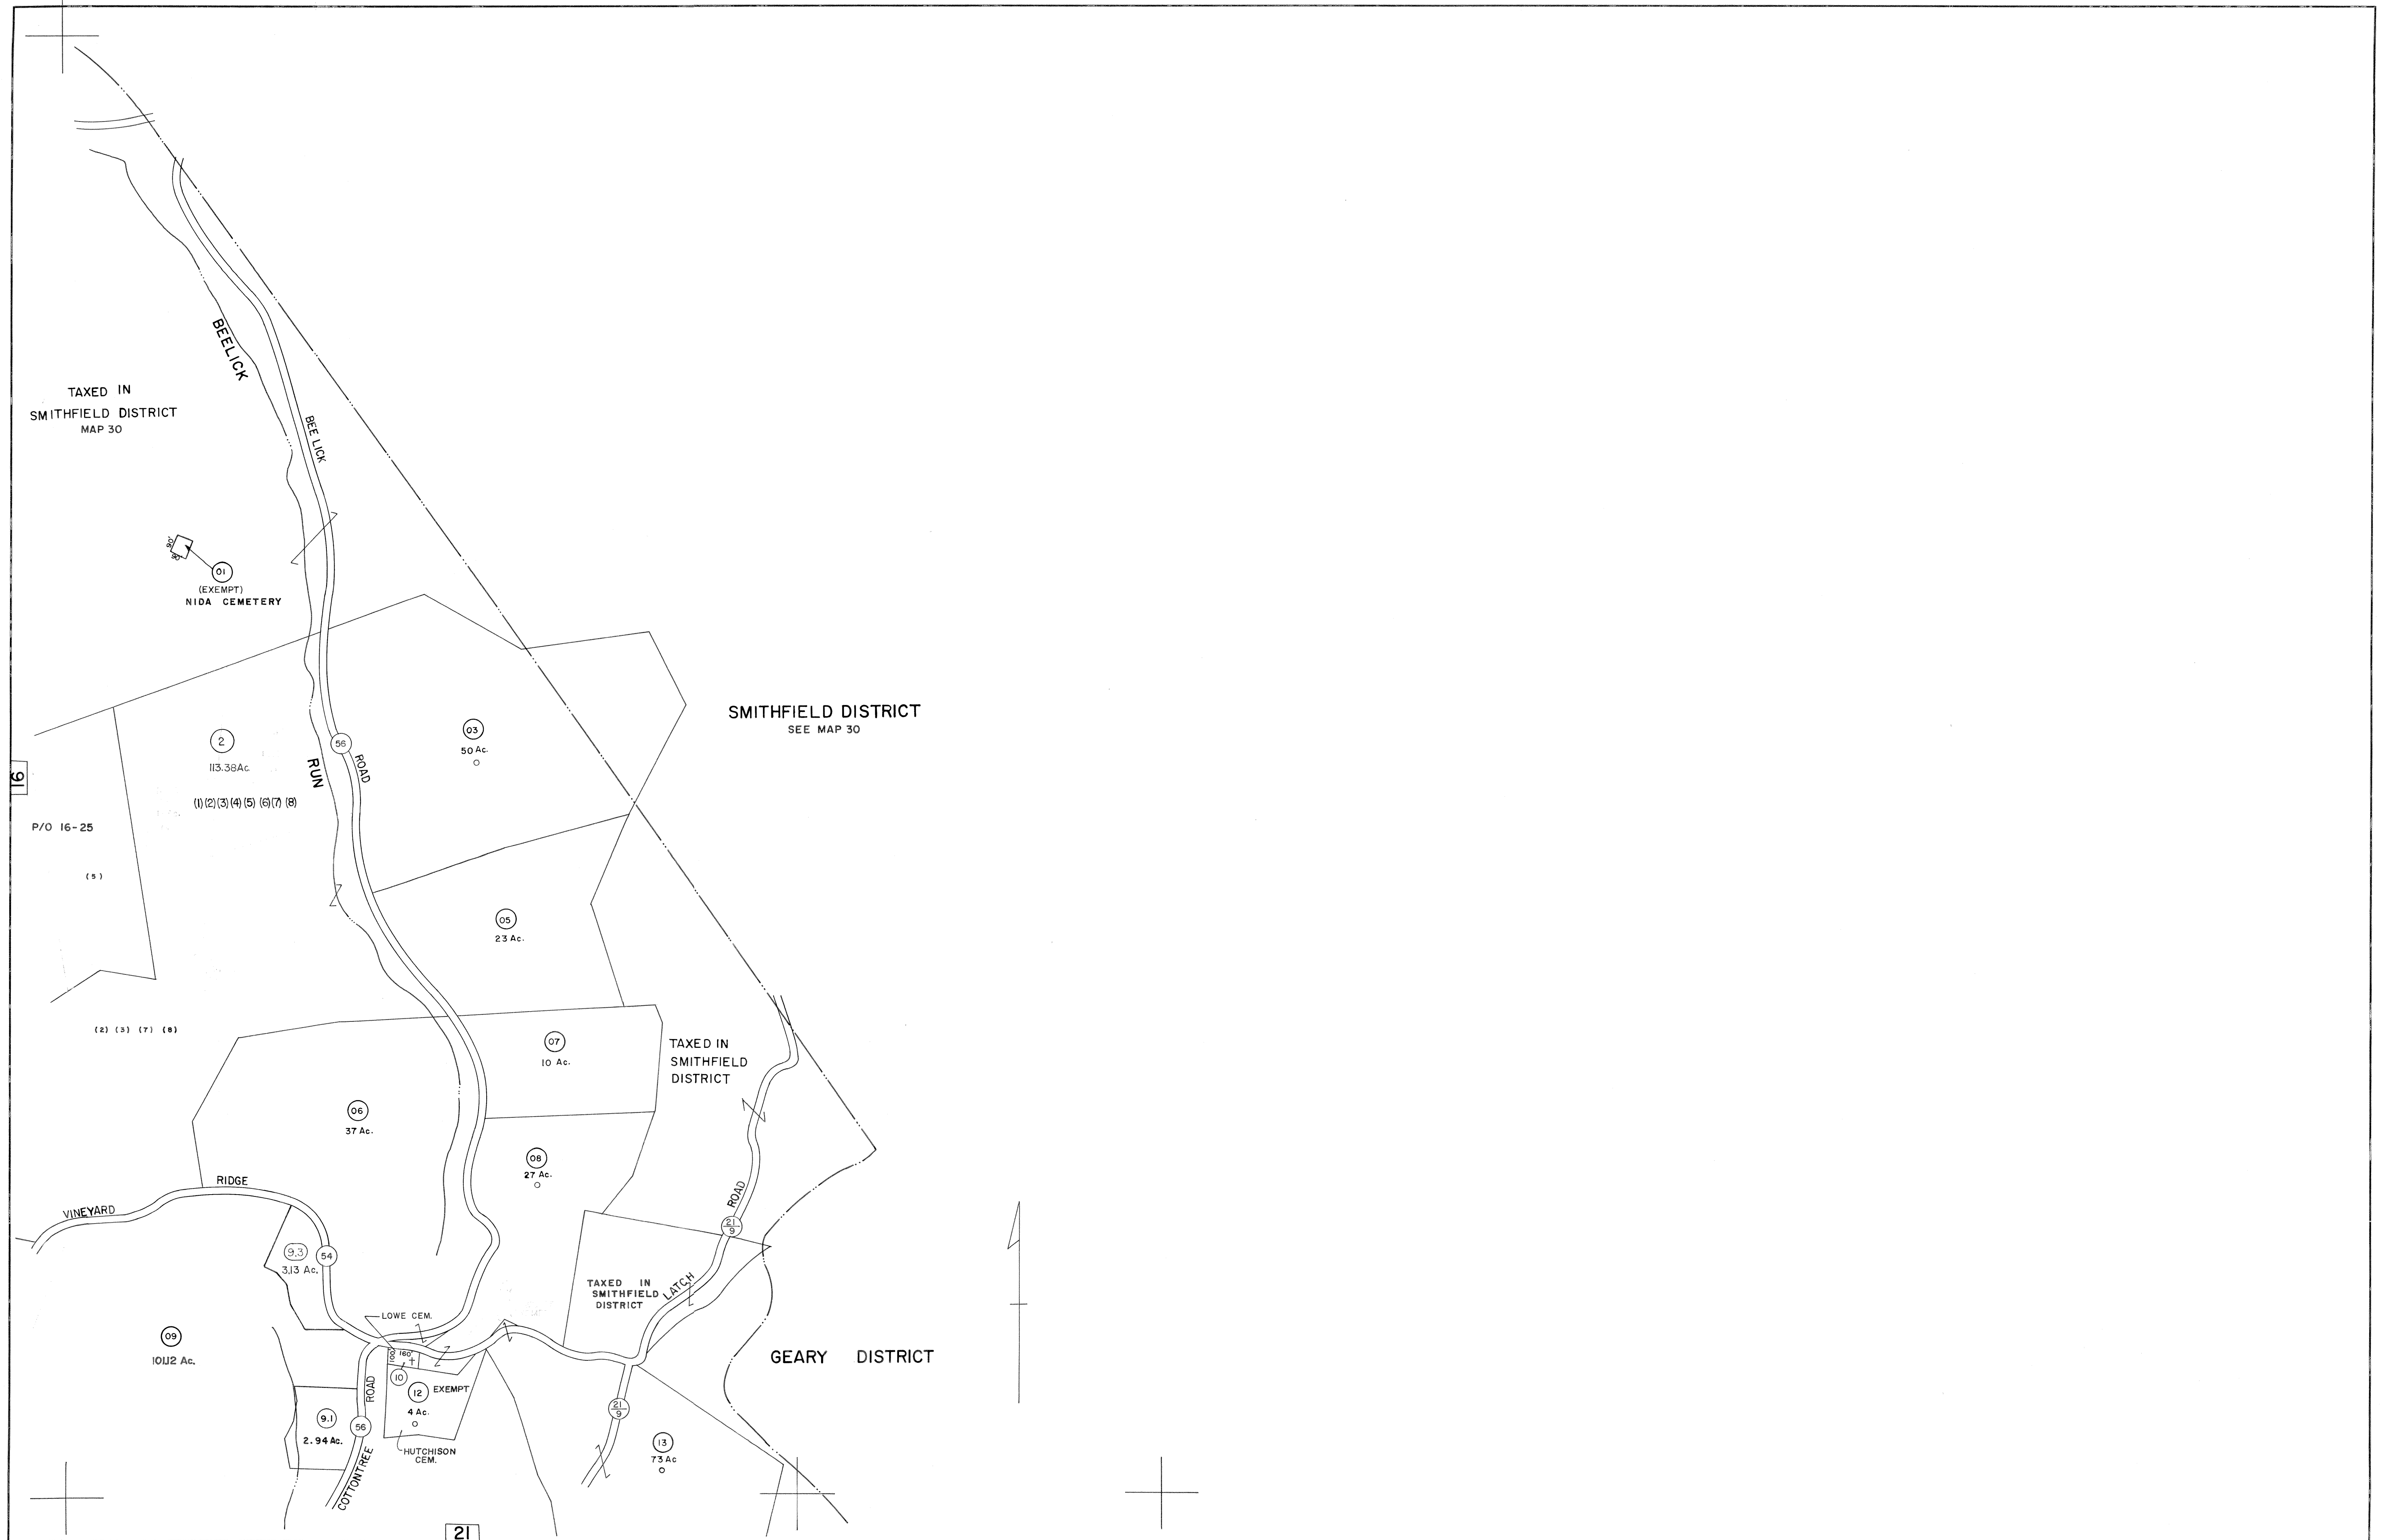 BEELICK
TAXED IN
SMITHFIELD DISTRICT
MAP 30
BEE LICK
90'
90'
01
(EXEMPT)
NIDA CEMETERY
SMITHFIELD DISTRICT
SEE MAP 30
03
50 Ac.
2
113.38Ac
56
ROAD
RUN
16
(1)(2)(3)(4)(5) (6)(7) (8)
P/O 16-25
(5)
05
23 Ac.
(2) (3) (7) (8)
07
10 Ac.
TAXED IN
SMITHFIELD
DISTRICT
06
37 Ac.
08
27 Ac.
RIDGE
VINEYARD
ROAD
21
9
9.3
54
3.13 Ac.
TAXED IN
SMITHFIELD
DISTRICT
LATCH
LOWE CEM.
09
101.12 Ac.
100'
160'
10
GEARY DISTRICT
ROAD
12
EXEMPT
4 Ac.
21
9
9.1
2.94 Ac.
56
HUTCHISON
CEM.
COTTONTREE
13
73 Ac
21